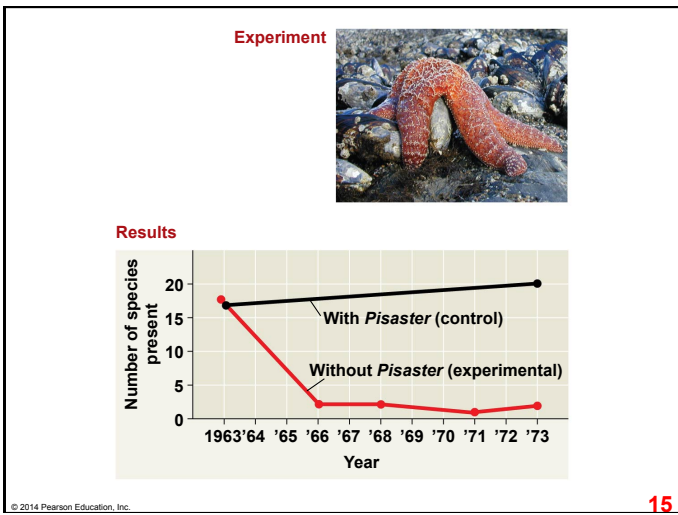 Experiment
Results
Number of species
present
20
15
10
5
0
With Pisaster (control)
Without Pisaster (experimental)
1963 ’64 ’65 ’66 ’67 ’68 ’69 ’70 ’71 ’72 ’73
Year
© 2014 Pearson Education, Inc.
15